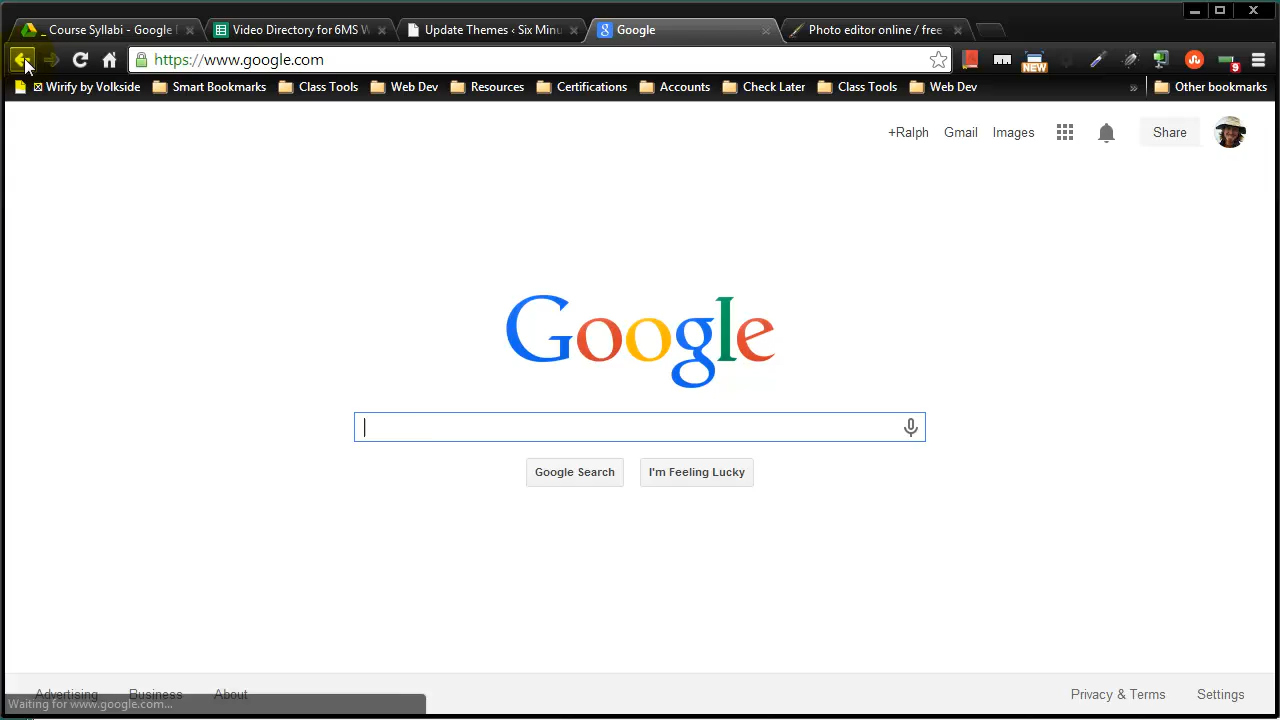 _ Course Syllabi - Google
Video Directory for 6MS W
Update Themes ‹ Six Minu
Google
Photo editor online / free
https://www.google.com
NEW
9
Wirify by Volkside
Smart Bookmarks
Class Tools
Web Dev
Resources
Certifications
Accounts
Check Later
Class Tools
Web Dev
»
Other bookmarks
+Ralph
Gmail
Images
Share
Google
Google Search
I'm Feeling Lucky
Advertising
Business
About
Privacy & Terms
Settings
Waiting for www.google.com...